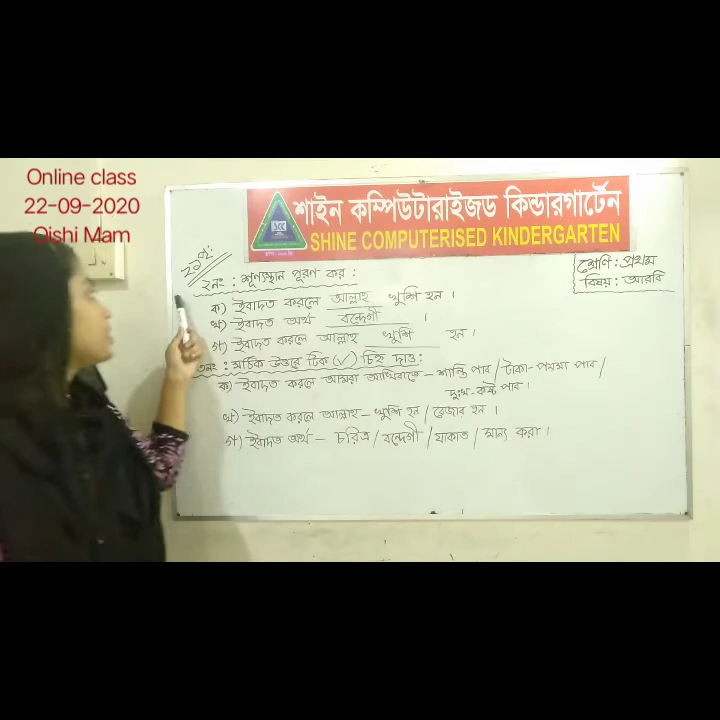 Online class
22-09-2020
Oishi Mam
শাইন কম্পিউটারাইজড কিন্ডারগার্টেন
SHINE COMPUTERISED KINDERGARTEN
শ্রেণি : প্রথম
বিষয় : আরবি
২নং : শূণ্যস্থান পূরণ কর :
ক) ইবাদত করলে আল্লাহ খুশি হন ।
খ) ইবাদত অর্থ বন্দেগী ।
গ) ইবাদত করলে আল্লাহ খুশি হন ।
৩নং : সঠিক উত্তরে টিক (✓) চিহ্ন দাও:
ক) ইবাদত করলে আমরা আখিরাতে – শান্তি পাব / টাকা-পয়সা পাব /
দুঃখ-কষ্ট পাব ।
খ) ইবাদত করলে আল্লাহ – খুশি হন / বেজার হন ।
গ) ইবাদত অর্থ – চরিত্র / বন্দেগী / যাকাত / মান্য করা ।